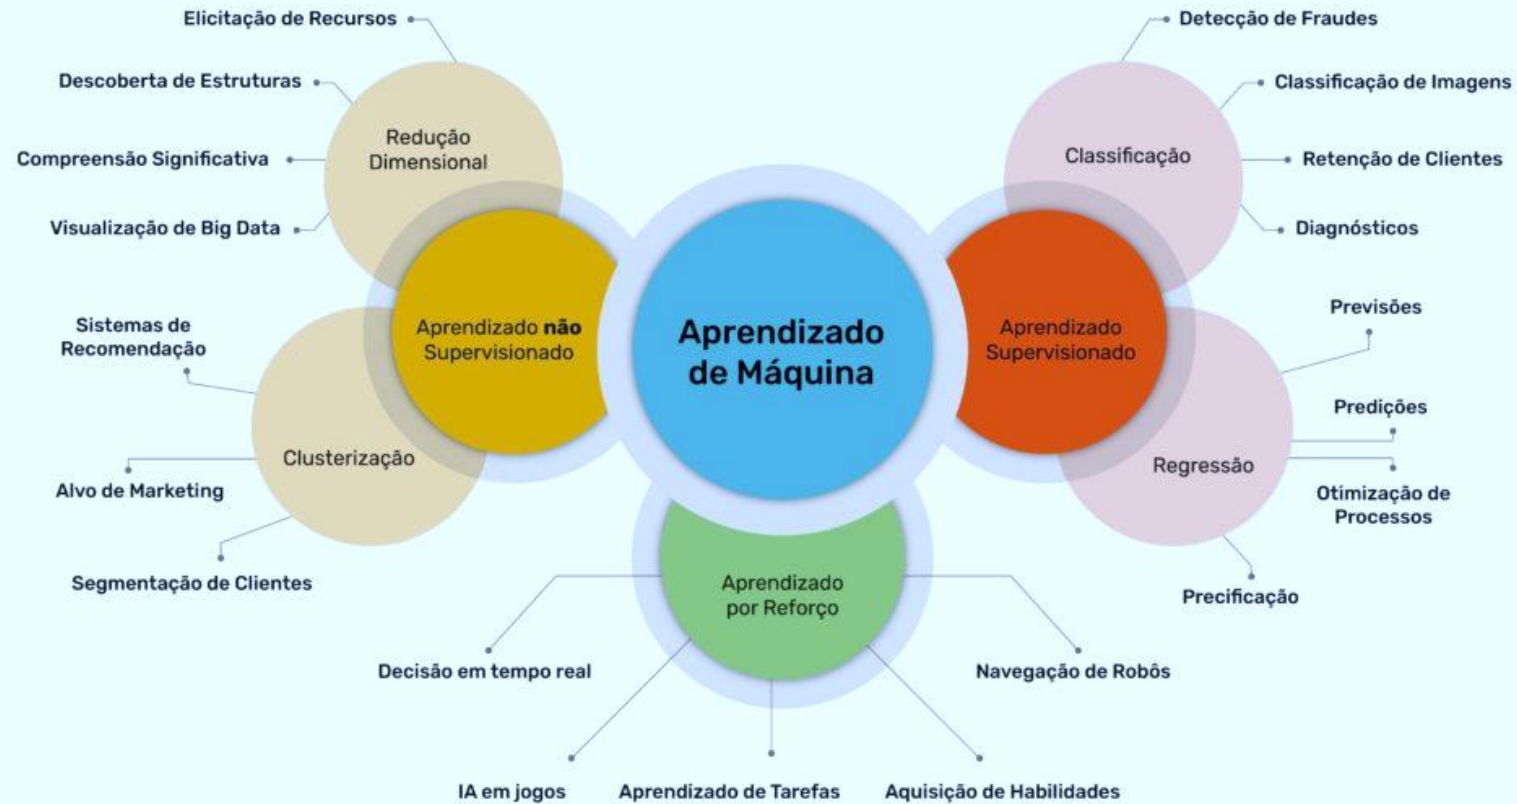 Elicitação de Recursos
Descoberta de Estruturas
Compreensão Significativa
Visualização de Big Data
Redução
Dimensional
Aprendizado não
Supervisionado
Sistemas de
Recomendação
Alvo de Marketing
Segmentação de Clientes
Clusterização
Aprendizado
de Máquina
Detecção de Fraudes
Classificação de Imagens
Retenção de Clientes
Diagnósticos
Classificação
Aprendizado
Supervisionado
Previsões
Predições
Otimização de
Processos
Precificação
Regressão
Aprendizado
por Reforço
Decisão em tempo real
IA em jogos
Aprendizado de Tarefas
Aquisição de Habilidades
Navegação de Robôs